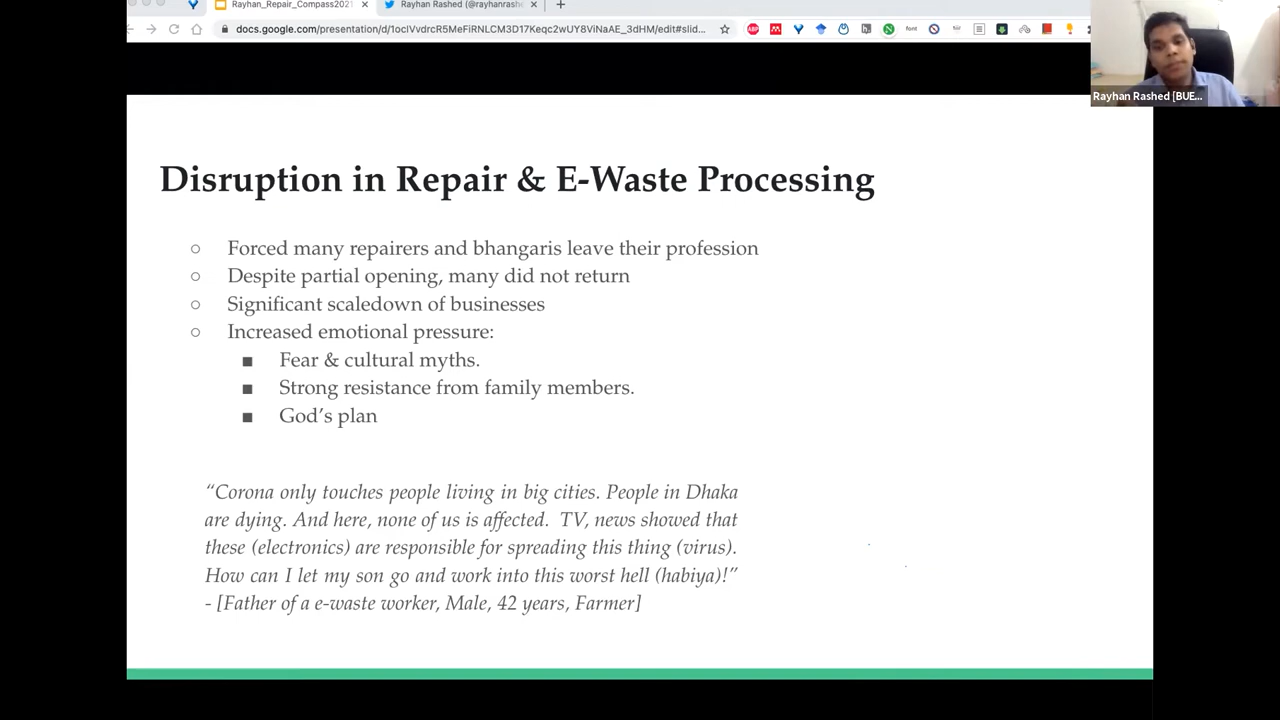 Rayhan_Repair_Compass2021
Rayhan Rashed (@rayhanrashe
docs.google.com/presentation/d/1ociVvdrcR5MeFiRNLCM3D17Keqc2wUY8ViNaAE_3dHM/edit#slid...
ABP
font
Rayhan Rashed [BUE...
Disruption in Repair & E-Waste Processing
○ Forced many repairers and bhangaris leave their profession
○ Despite partial opening, many did not return
○ Significant scaledown of businesses
○ Increased emotional pressure:
■ Fear & cultural myths.
■ Strong resistance from family members.
■ God’s plan
“Corona only touches people living in big cities. People in Dhaka
are dying. And here, none of us is affected. TV, news showed that
these (electronics) are responsible for spreading this thing (virus).
How can I let my son go and work into this worst hell (habiya)!”
- [Father of a e-waste worker, Male, 42 years, Farmer]